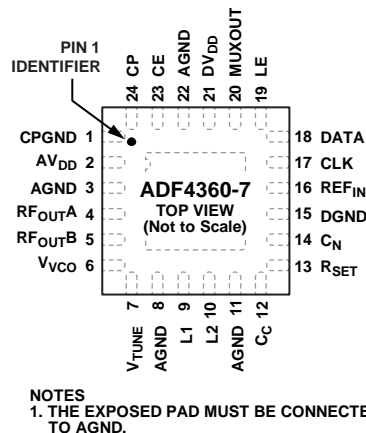 PIN 1
IDENTIFIER
24 CP
23 CE
22 AGND
21 DVDD
20 MUXOUT
19 LE
CPGND 1
AVDD 2
AGND 3
RFOUTA 4
RFOUTB 5
VVCO 6
ADF4360-7
TOP VIEW
(Not to Scale)
18 DATA
17 CLK
16 REFIN
15 DGND
14 CN
13 RSET
VTUNE 7
AGND 8
L1 9
L2 10
AGND 11
CC 12
NOTES
1. THE EXPOSED PAD MUST BE CONNECTE
TO AGND.